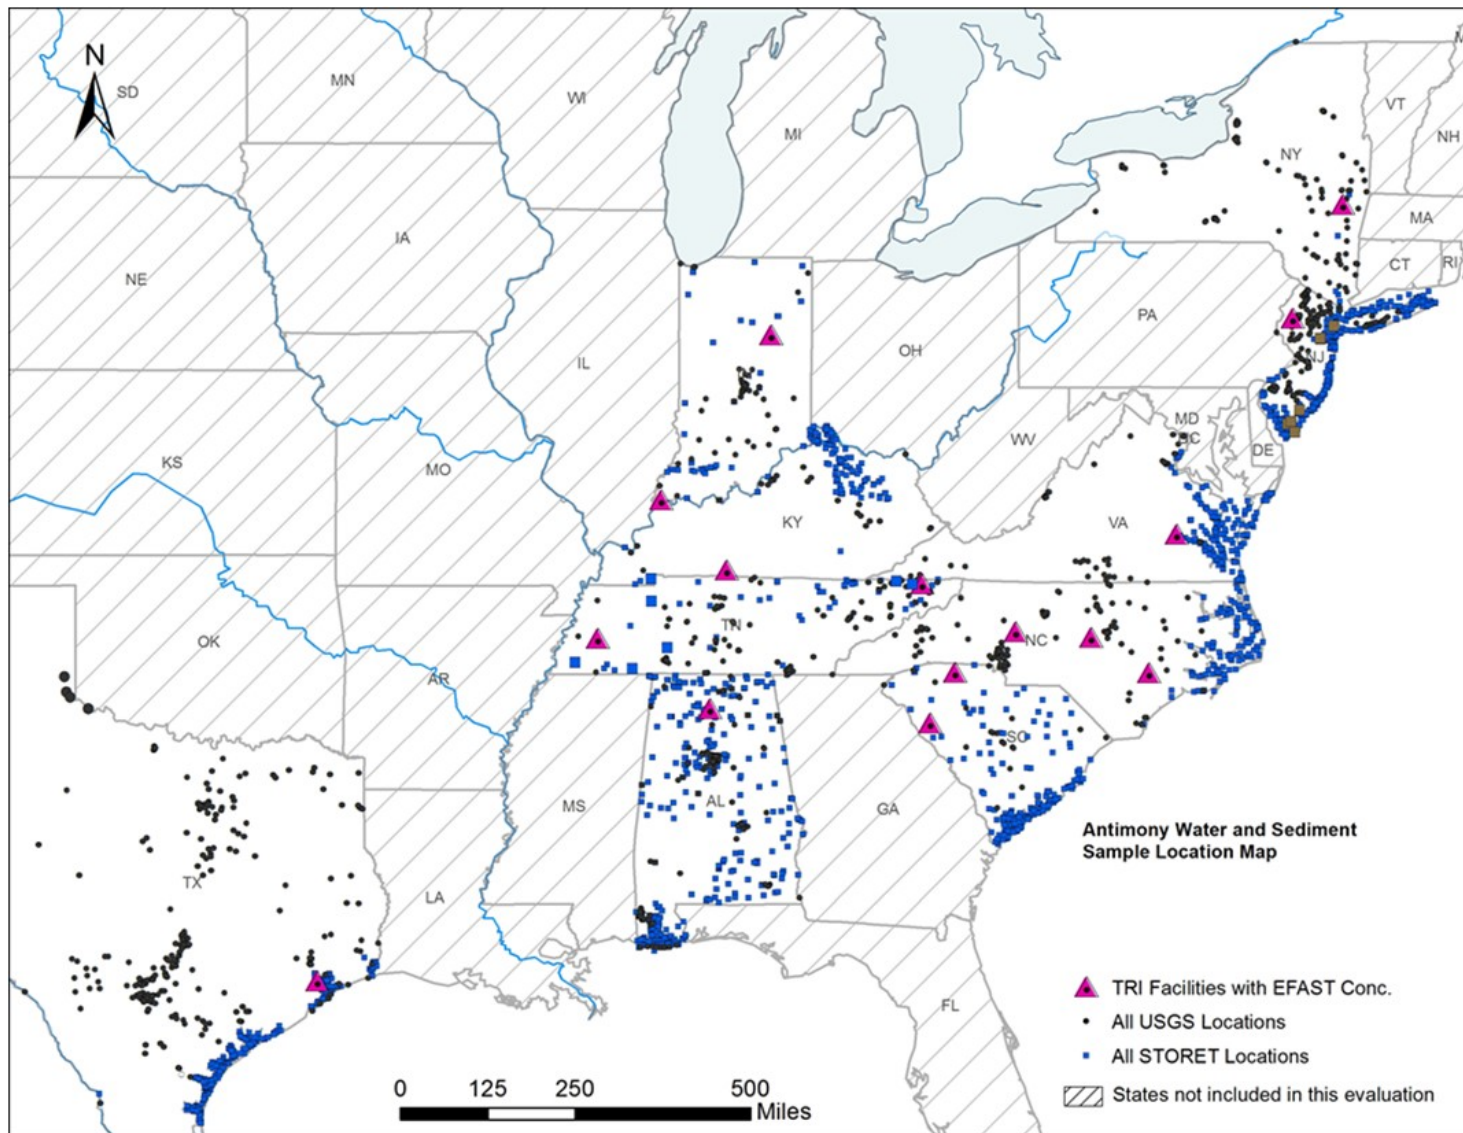 N
SD
MN
WI
MI
VT
NH
NY
MA
CT
RI
IA
NE
PA
IL
OH
NJ
MD
WV
DE
KS
MO
KY
VA
OK
TN
NC
AR
SC
MS
AL
GA
TX
LA
FL
Antimony Water and Sediment
Sample Location Map
TRI Facilities with EFAST Conc.
All USGS Locations
All STORET Locations
States not included in this evaluation
0 125 250 500
Miles